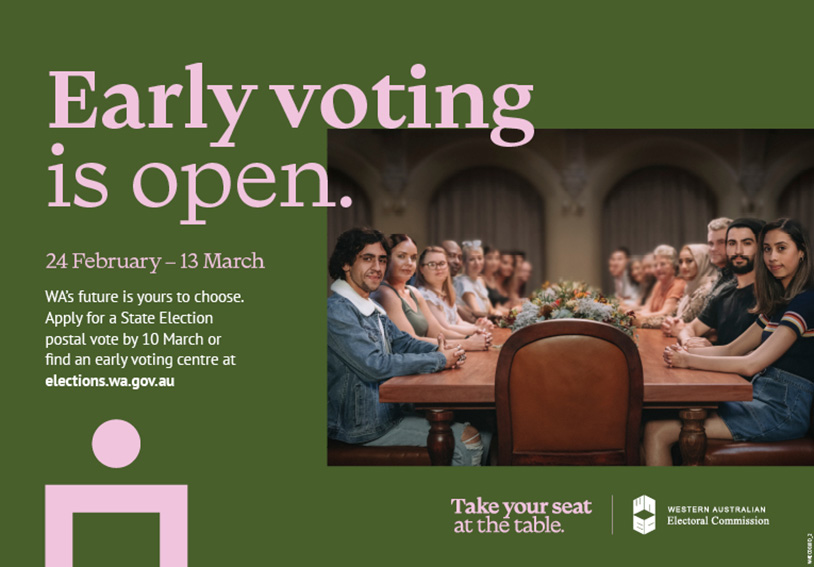 Early voting
is open.
24 February – 13 March
WA's future is yours to choose.
Apply for a State Election
postal vote by 10 March or
find an early voting centre at
elections.wa.gov.au
Take your seat
at the table.
WESTERN AUSTRALIAN
Electoral Commission